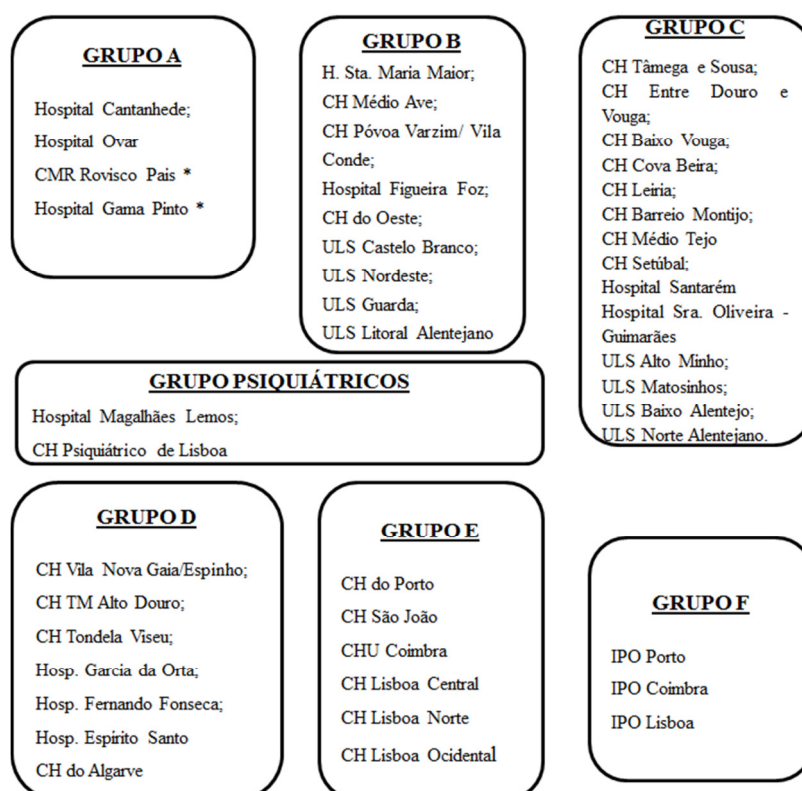 GRUPO A
Hospital Cantanhede;
Hospital Ovar
CMR Rovisco Pais *
Hospital Gama Pinto *
GRUPO B
H. Sta. Maria Maior;
CH Médio Ave;
CH Póvoa Varzim/ Vila
Conde;
Hospital Figueira Foz;
CH do Oeste;
ULS Castelo Branco;
ULS Nordeste;
ULS Guarda;
ULS Litoral Alentejano
GRUPO C
CH Tâmega e Sousa;
CH Entre Douro e
Vouga;
CH Baixo Vouga;
CH Cova Beira;
CH Leiria;
CH Barreio Montijo;
CH Médio Tejo
CH Setúbal;
Hospital Santarém
Hospital Sra. Oliveira -
Guimarães
ULS Alto Minho;
ULS Matosinhos;
ULS Baixo Alentejo;
ULS Norte Alentejano.
GRUPO PSIQUIÁTRICOS
Hospital Magalhães Lemos;
CH Psiquiátrico de Lisboa
GRUPO D
CH Vila Nova Gaia/Espinho;
CH TM Alto Douro;
CH Tondela Viseu;
Hosp. Garcia da Orta;
Hosp. Fernando Fonseca;
Hosp. Espirito Santo
CH do Algarve
GRUPO E
CH do Porto
CH São João
CHU Coimbra
CH Lisboa Central
CH Lisboa Norte
CH Lisboa Ocidental
GRUPO F
IPO Porto
IPO Coimbra
IPO Lisboa